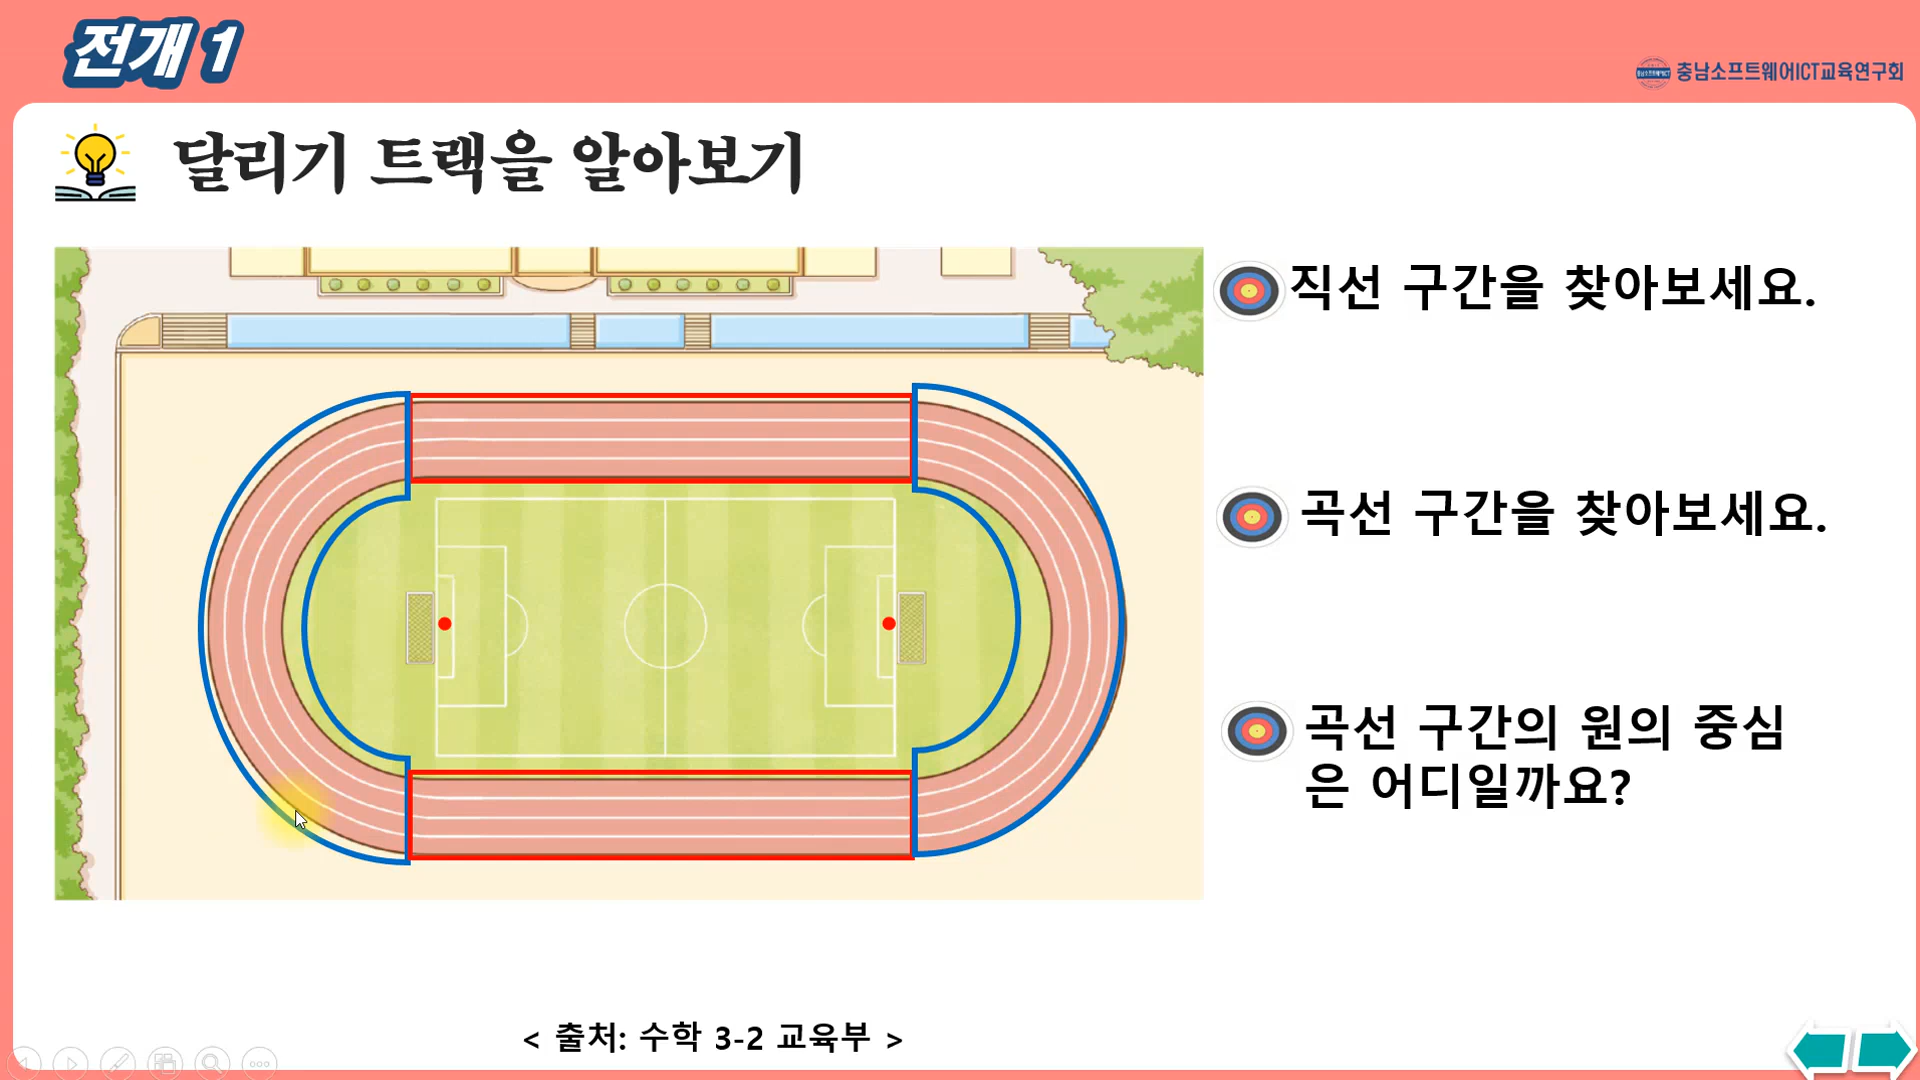 전개 1
충남소프트웨어ICT교육연구회
달리기 트랙을 알아보기
직선 구간을 찾아보세요.
곡선 구간을 찾아보세요.
곡선 구간의 원의 중심
은 어디일까요?
< 출처: 수학 3-2 교육부 >